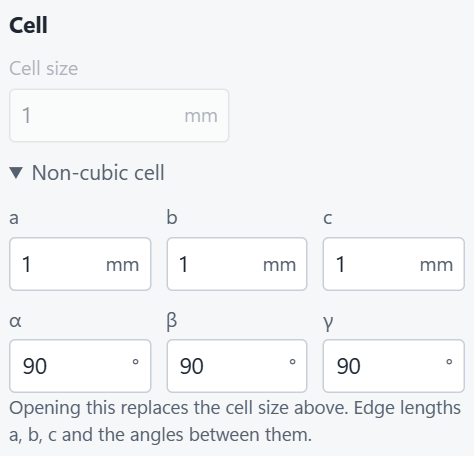 Cell
Cell size
1 mm
▼ Non-cubic cell
a b c
1 mm 1 mm 1 mm
α β γ
90 ° 90 ° 90 °
Opening this replaces the cell size above. Edge lengths
a, b, c and the angles between them.